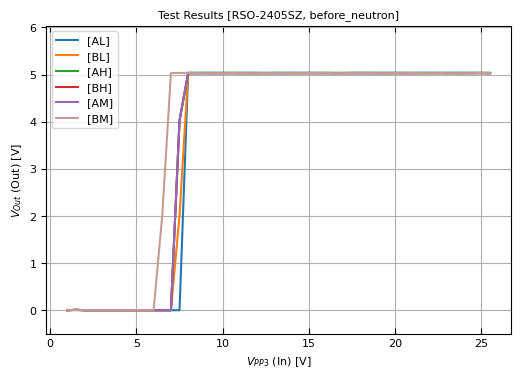 Test Results [RSO-2405SZ, before_neutron]
6
5
4
3
2
1
0
V_Out (Out) [V]
[AL]
[BL]
[AH]
[BH]
[AM]
[BM]
0 5 10 15 20 25
V_PP3 (In) [V]